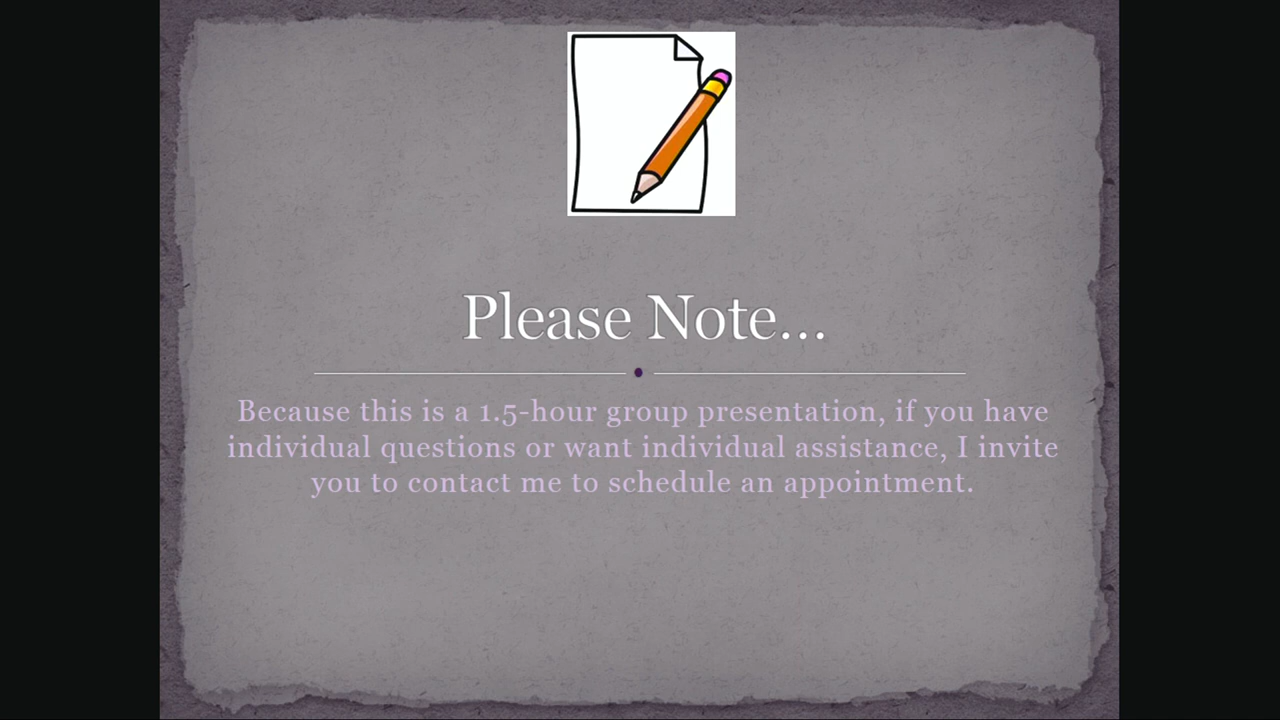 Please Note...
Because this is a 1.5-hour group presentation, if you have
individual questions or want individual assistance, I invite
you to contact me to schedule an appointment.